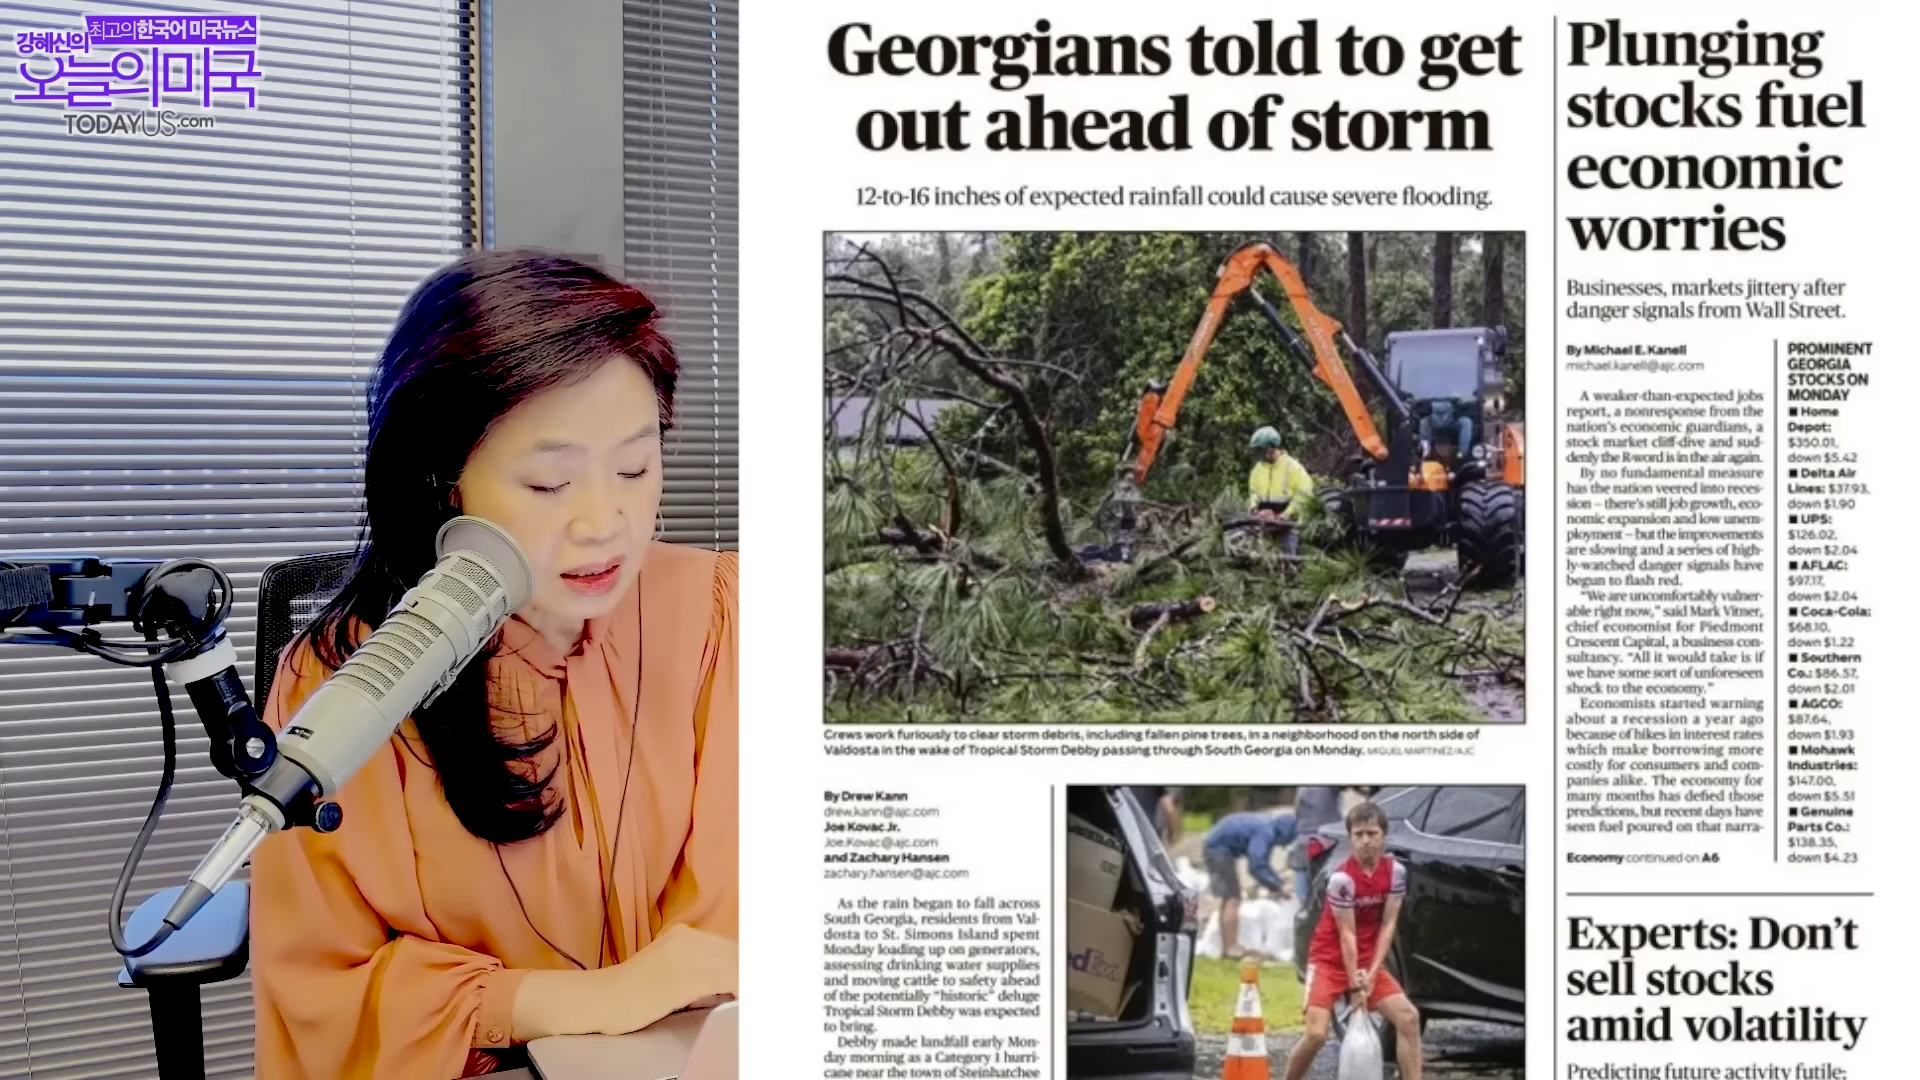 최고의한국어 미국뉴스
강혜신의
오늘의미국
TODAYUS.com
Georgians told to get
out ahead of storm
12-to-16 inches of expected rainfall could cause severe flooding.
Crews work furiously to clear storm debris, including fallen pine trees, in a neighborhood on the north side of
Valdosta in the wake of Tropical Storm Debby passing through South Georgia on Monday. MIGUEL MARTINEZ/AJC
By Drew Kann
drew.kann@ajc.com
Joe Kovac Jr.
Joe.Kovac@ajc.com
and Zachary Hansen
zachary.hansen@ajc.com
As the rain began to fall across
South Georgia, residents from Val-
dosta to St. Simons Island spent
Monday loading up on generators,
assessing drinking water supplies
and moving cattle to safety ahead
of the potentially “historic” deluge
Tropical Storm Debby was expected
to bring.
Debby made landfall early Mon-
day morning as a Category 1 hurri-
cane near the town of Steinhatchee
edEx
Plunging
stocks fuel
economic
worries
Businesses, markets jittery after
danger signals from Wall Street.
By Michael E. Kanell
michael.kanell@ajc.com
A weaker-than-expected jobs
report, a nonresponse from the
nation’s economic guardians, a
stock market cliff-dive and sud-
denly the R-word is in the air again.
By no fundamental measure
has the nation veered into reces-
sion – there’s still job growth, eco-
nomic expansion and low unem-
ployment – but the improvements
are slowing and a series of high-
ly-watched danger signals have
begun to flash red.
“We are uncomfortably vulner-
able right now,” said Mark Vitner,
chief economist for Piedmont
Crescent Capital, a business con-
sultancy. “All it would take is if
we have some sort of unforeseen
shock to the economy.”
Economists started warning
about a recession a year ago
because of hikes in interest rates
which make borrowing more
costly for consumers and com-
panies alike. The economy for
many months has defied those
predictions, but recent days have
seen fuel poured on that narra-
Economy continued on A6
PROMINENT
GEORGIA
STOCKS ON
MONDAY
■ Home
Depot:
$350.01,
down $5.42
■ Delta Air
Lines: $37.93,
down $1.90
■ UPS:
$126.02,
down $2.04
■ AFLAC:
$97.17,
down $2.04
■ Coca-Cola:
$68.10,
down $1.22
■ Southern
Co.: $86.57,
down $2.01
■ AGCO:
$87.64,
down $1.93
■ Mohawk
Industries:
$147.00,
down $5.51
■ Genuine
Parts Co.:
$138.35,
down $4.23
Experts: Don’t
sell stocks
amid volatility
Predicting future activity futile;